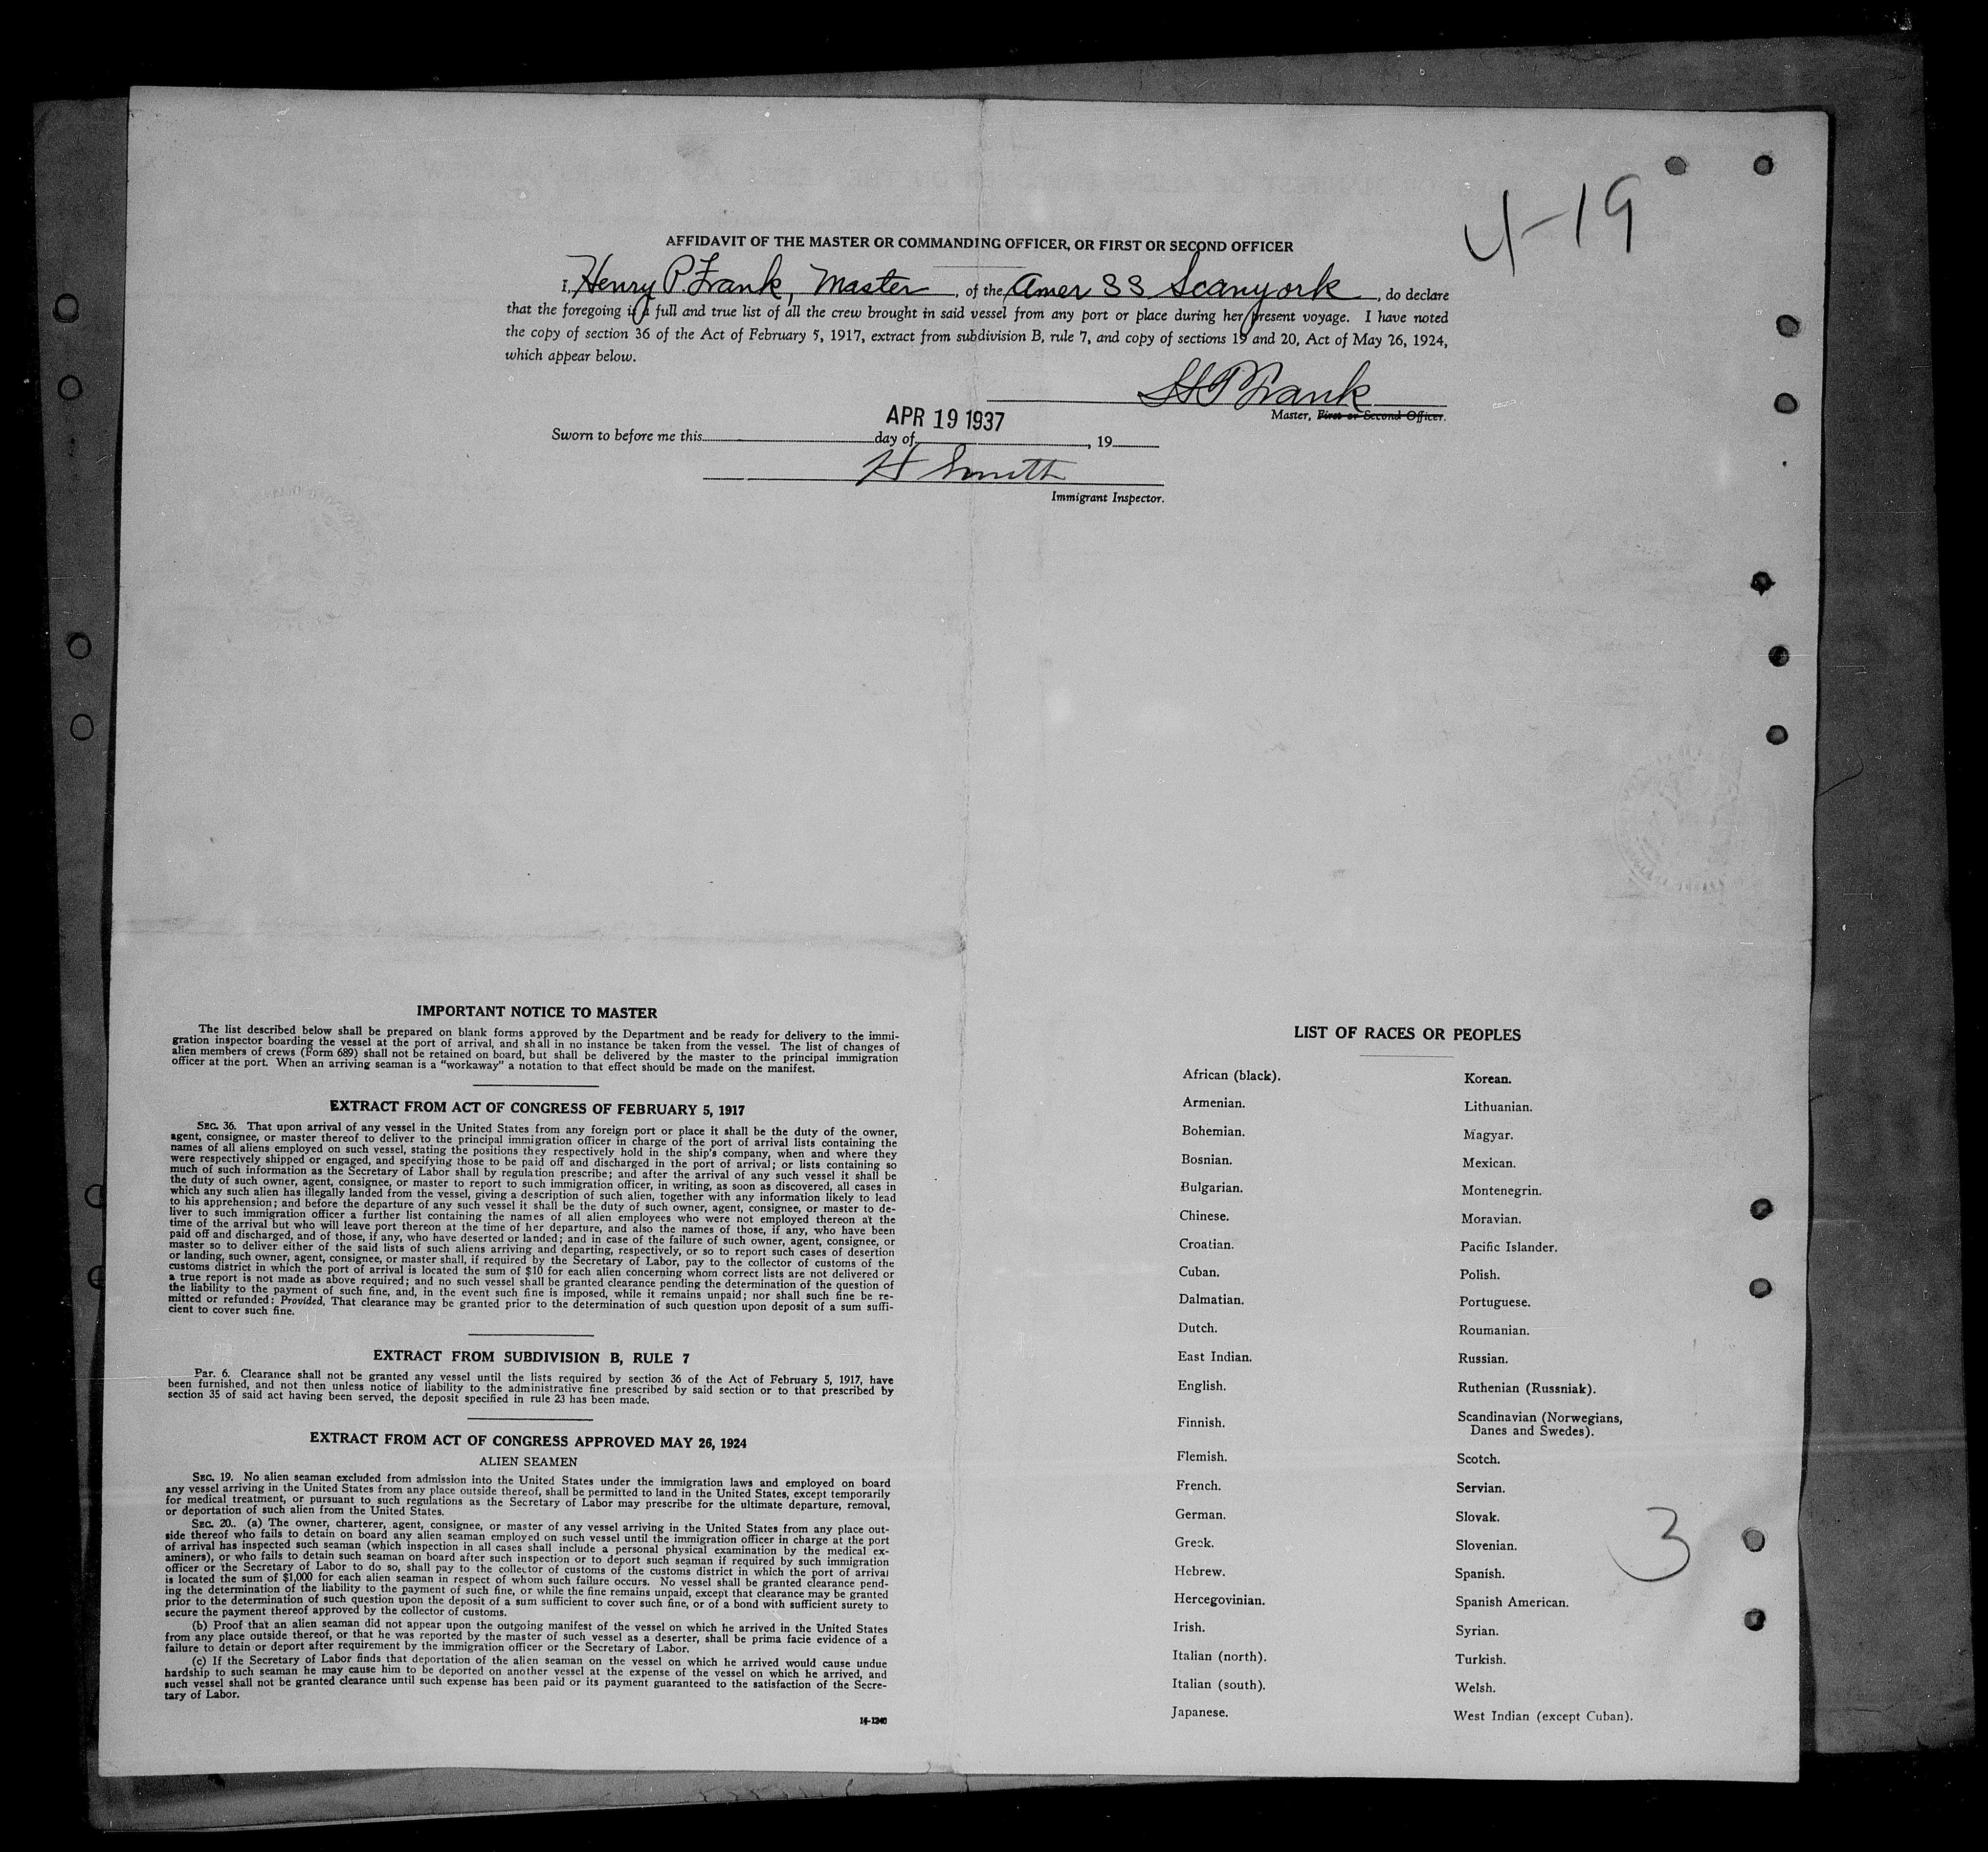 4-19
AFFIDAVIT OF THE MASTER OR COMMANDING OFFICER, OR FIRST OR SECOND OFFICER
I, Henry P. Frank, Master, of the Amer SS Scanyork, do declare
that the foregoing is a full and true list of all the crew brought in said vessel from any port or place during her present voyage. I have noted
the copy of section 36 of the Act of February 5, 1917, extract from subdivision B, rule 7, and copy of sections 19 and 20, Act of May 26, 1924,
which appear below.
H P Frank
Master, First or Second Officer.
APR 19 1937
Sworn to before me this day of , 19
H Smith
Immigrant Inspector.
IMPORTANT NOTICE TO MASTER
The list described below shall be prepared on blank forms approved by the Department and be ready for delivery to the immi-
gration inspector boarding the vessel at the port of arrival, and shall in no instance be taken from the vessel. The list of changes of
alien members of crews (Form 689) shall not be retained on board, but shall be delivered by the master to the principal immigration
officer at the port. When an arriving seaman is a “workaway” a notation to that effect should be made on the manifest.
EXTRACT FROM ACT OF CONGRESS OF FEBRUARY 5, 1917
SEC. 36. That upon arrival of any vessel in the United States from any foreign port or place it shall be the duty of the owner,
agent, consignee, or master thereof to deliver to the principal immigration officer in charge of the port of arrival lists containing the
names of all aliens employed on such vessel, stating the positions they respectively hold in the ship's company, when and where they
were respectively shipped or engaged, and specifying those to be paid off and discharged in the port of arrival; or lists containing so
much of such information as the Secretary of Labor shall by regulation prescribe; and after the arrival of any such vessel it shall be
the duty of such owner, agent, consignee, or master to report to such immigration officer, in writing, as soon as discovered, all cases in
which any such alien has illegally landed from the vessel, giving a description of such alien, together with any information likely to lead
to his apprehension; and before the departure of any such vessel it shall be the duty of such owner, agent, consignee, or master to de-
liver to such immigration officer a further list containing the names of all alien employees who were not employed thereon at the
time of the arrival but who will leave port thereon at the time of her departure, and also the names of those, if any, who have been
paid off and discharged, and of those, if any, who have deserted or landed; and in case of the failure of such owner, agent, consignee, or
master so to deliver either of the said lists of such aliens arriving and departing, respectively, or so to report such cases of desertion
or landing, such owner, agent, consignee, or master shall, if required by the Secretary of Labor, pay to the collector of customs of the
customs district in which the port of arrival is located the sum of $10 for each alien concerning whom correct lists are not delivered or
a true report is not made as above required; and no such vessel shall be granted clearance pending the determination of the question of
the liability to the payment of such fine, and, in the event such fine is imposed, while it remains unpaid; nor shall such fine be re-
mitted or refunded: Provided, That clearance may be granted prior to the determination of such question upon deposit of a sum suffi-
cient to cover such fine.
EXTRACT FROM SUBDIVISION B, RULE 7
Par. 6. Clearance shall not be granted any vessel until the lists required by section 36 of the Act of February 5, 1917, have
been furnished, and not then unless notice of liability to the administrative fine prescribed by said section or to that prescribed by
section 35 of said act having been served, the deposit specified in rule 23 has been made.
EXTRACT FROM ACT OF CONGRESS APPROVED MAY 26, 1924
ALIEN SEAMEN
SEC. 19. No alien seaman excluded from admission into the United States under the immigration laws and employed on board
any vessel arriving in the United States from any place outside thereof, shall be permitted to land in the United States, except temporarily
for medical treatment, or pursuant to such regulations as the Secretary of Labor may prescribe for the ultimate departure, removal,
or deportation of such alien from the United States.
SEC. 20.. (a) The owner, charterer, agent, consignee, or master of any vessel arriving in the United States from any place out-
side thereof who fails to detain on board any alien seaman employed on such vessel until the immigration officer in charge at the port
of arrival has inspected such seaman (which inspection in all cases shall include a personal physical examination by the medical ex-
aminers), or who fails to detain such seaman on board after such inspection or to deport such seaman if required by such immigration
officer or the Secretary of Labor to do so, shall pay to the collector of customs of the customs district in which the port of arrival
is located the sum of $1,000 for each alien seaman in respect of whom such failure occurs. No vessel shall be granted clearance pend-
ing the determination of the liability to the payment of such fine, or while the fine remains unpaid, except that clearance may be granted
prior to the determination of such question upon the deposit of a sum sufficient to cover such fine, or of a bond with sufficient surety to
secure the payment thereof approved by the collector of customs.
(b) Proof that an alien seaman did not appear upon the outgoing manifest of the vessel on which he arrived in the United States
from any place outside thereof, or that he was reported by the master of such vessel as a deserter, shall be prima facie evidence of a
failure to detain or deport after requirement by the immigration officer or the Secretary of Labor.
(c) If the Secretary of Labor finds that deportation of the alien seaman on the vessel on which he arrived would cause undue
hardship to such seaman he may cause him to be deported on another vessel at the expense of the vessel on which he arrived, and
such vessel shall not be granted clearance until such expense has been paid or its payment guaranteed to the satisfaction of the Secre-
tary of Labor.
14-1240
LIST OF RACES OR PEOPLES
African (black).
Armenian.
Bohemian.
Bosnian.
Bulgarian.
Chinese.
Croatian.
Cuban.
Dalmatian.
Dutch.
East Indian.
English.
Finnish.
Flemish.
French.
German.
Greek.
Hebrew.
Hercegovinian.
Irish.
Italian (north).
Italian (south).
Japanese.
Korean.
Lithuanian.
Magyar.
Mexican.
Montenegrin.
Moravian.
Pacific Islander.
Polish.
Portuguese.
Roumanian.
Russian.
Ruthenian (Russniak).
Scandinavian (Norwegians,
Danes and Swedes).
Scotch.
Servian.
Slovak.
Slovenian.
Spanish.
Spanish American.
Syrian.
Turkish.
Welsh.
West Indian (except Cuban).
3